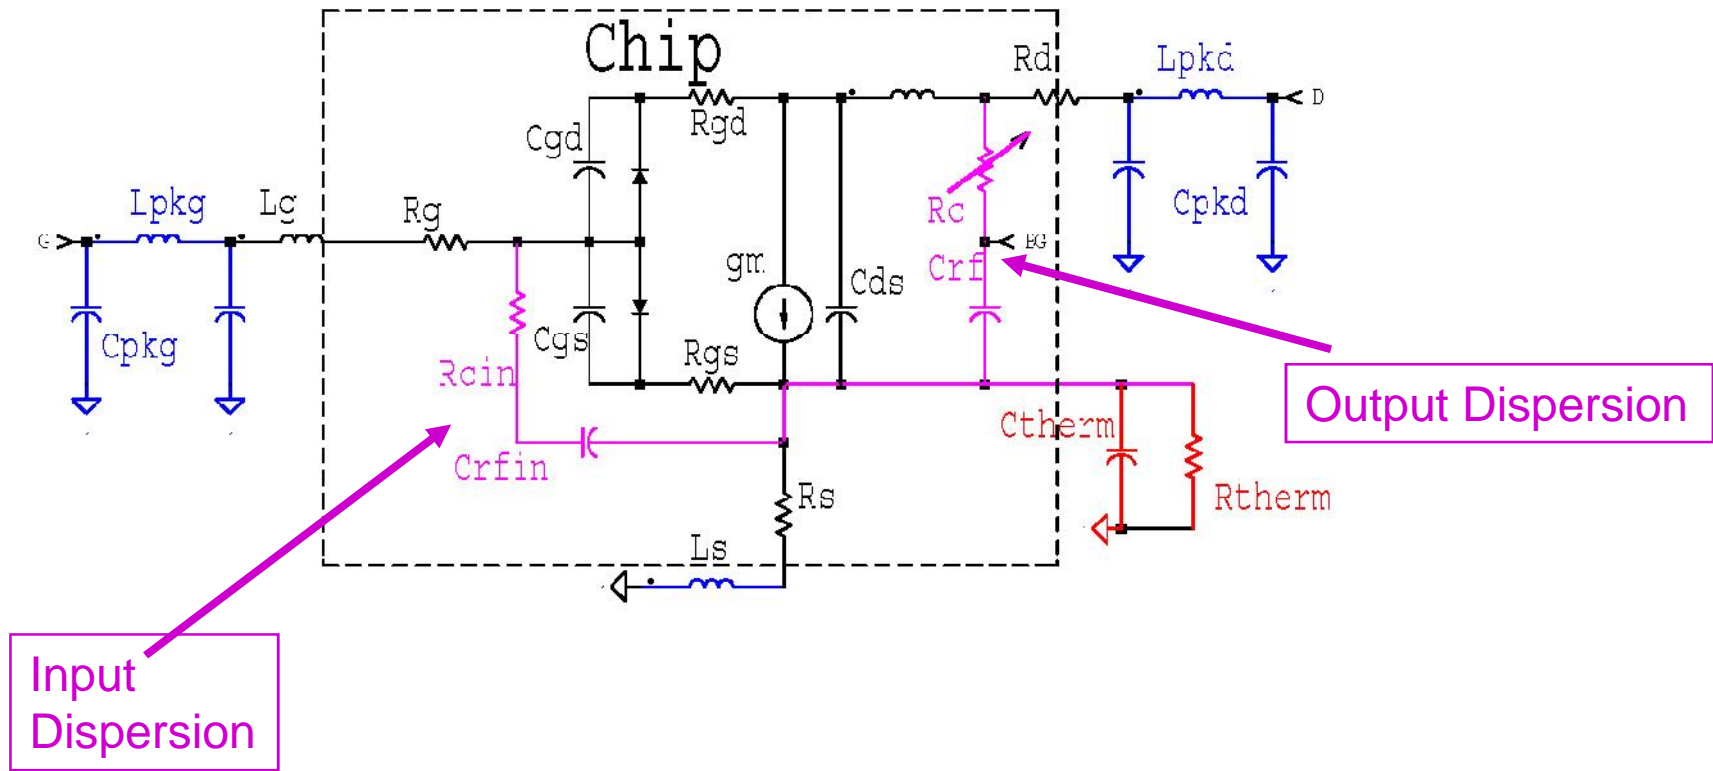 Chip
Rd
Lpkd
D
Rgd
Cgd
Lpkg
Lg
Rg
Rc
Cpkd
G
BG
gm
Crf
Cds
Cpkg
Cgs
Rgs
Rcin
Output Dispersion
Ctherm
Crfin
Rs
Rtherm
Ls
Input
Dispersion